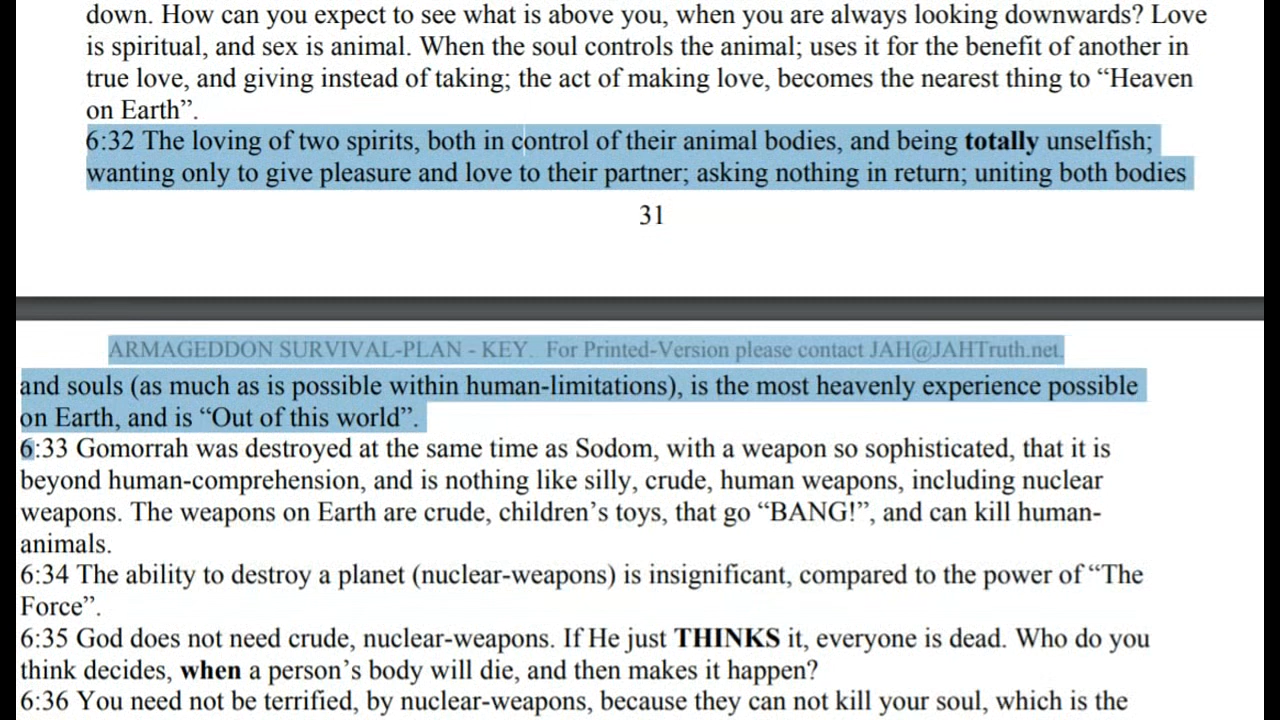 down. How can you expect to see what is above you, when you are always looking downwards? Love
is spiritual, and sex is animal. When the soul controls the animal; uses it for the benefit of another in
true love, and giving instead of taking; the act of making love, becomes the nearest thing to “Heaven
on Earth”.
6:32 The loving of two spirits, both in control of their animal bodies, and being totally unselfish;
wanting only to give pleasure and love to their partner; asking nothing in return; uniting both bodies
31
ARMAGEDDON SURVIVAL-PLAN - KEY. For Printed-Version please contact JAH@JAHTruth.net.
and souls (as much as is possible within human-limitations), is the most heavenly experience possible
on Earth, and is “Out of this world”.
6:33 Gomorrah was destroyed at the same time as Sodom, with a weapon so sophisticated, that it is
beyond human-comprehension, and is nothing like silly, crude, human weapons, including nuclear
weapons. The weapons on Earth are crude, children’s toys, that go “BANG!”, and can kill human-
animals.
6:34 The ability to destroy a planet (nuclear-weapons) is insignificant, compared to the power of “The
Force”.
6:35 God does not need crude, nuclear-weapons. If He just THINKS it, everyone is dead. Who do you
think decides, when a person’s body will die, and then makes it happen?
6:36 You need not be terrified, by nuclear-weapons, because they can not kill your soul, which is the